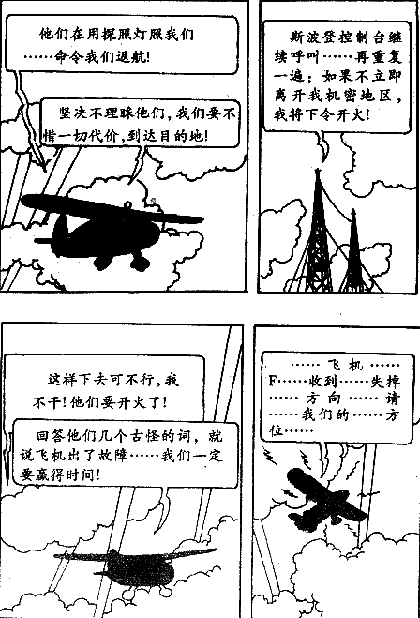 他们在用探照灯照我们
……命令我们返航!
坚决不理睬他们,我们要不
惜一切代价,到达目的地!
斯波登控制台继
续呼叫……再重复
一遍:如果不立即
离开我机密地区,
我将下令开火!
这样下去可不行,我
不干!他们要开火了!
回答他们几个古怪的词,就
说飞机出了故障……我们一定
要赢得时间!
……飞机……
F……收到……失掉
……方向……请
……我们的……方
位……